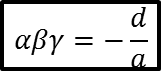 αβγ = -d/a